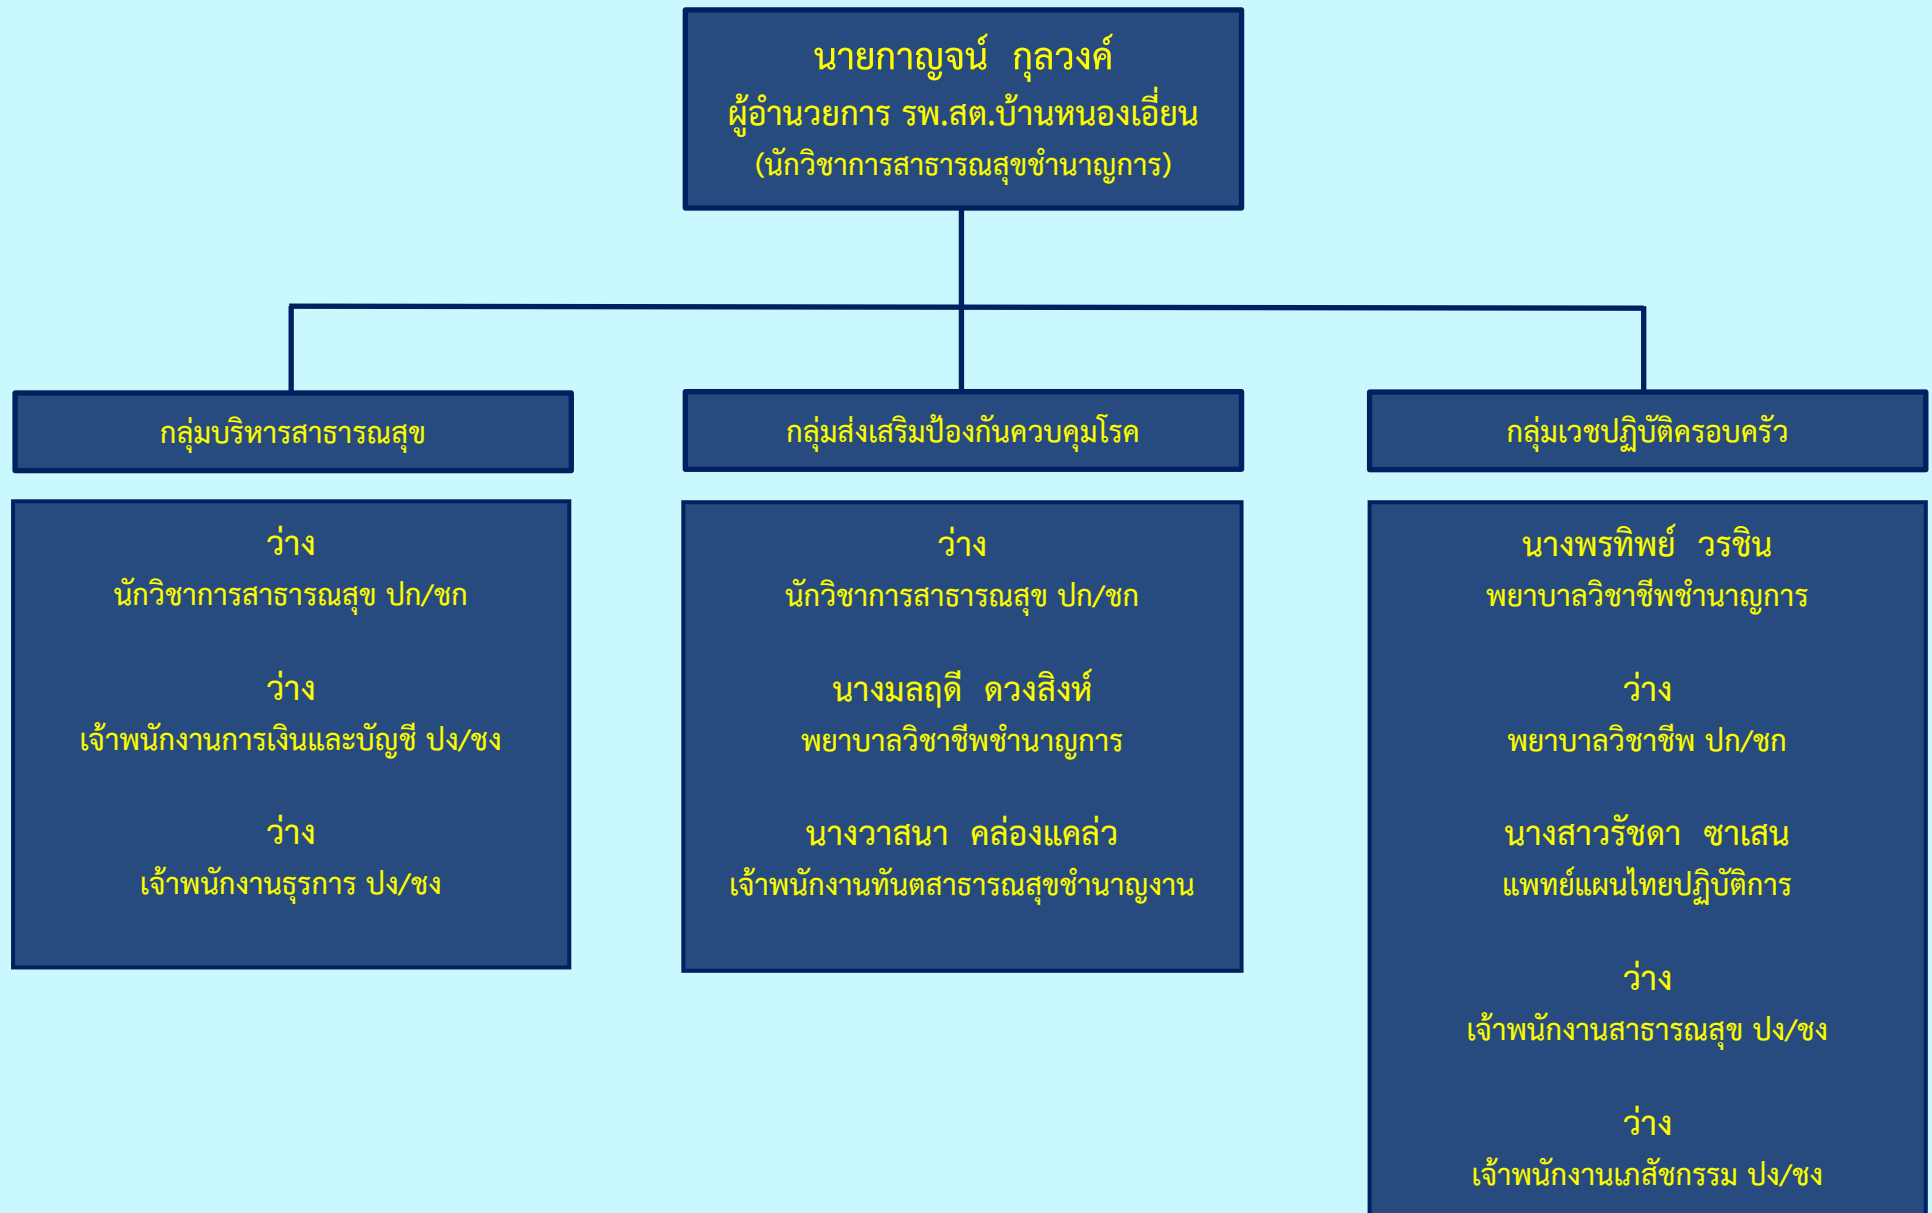 นายกาญจน์ กุลวงค์
ผู้อำนวยการ รพ.สต.บ้านหนองเอี่ยน
(นักวิชาการสาธารณสุขชำนาญการ)
กลุ่มบริหารสาธารณสุข
ว่าง
นักวิชาการสาธารณสุข ปก/ชก
ว่าง
เจ้าพนักงานการเงินและบัญชี ปง/ชง
ว่าง
เจ้าพนักงานธุรการ ปง/ชง
กลุ่มส่งเสริมป้องกันควบคุมโรค
ว่าง
นักวิชาการสาธารณสุข ปก/ชก
นางมลฤดี ดวงสิงห์
พยาบาลวิชาชีพชำนาญการ
นางวาสนา คล่องแคล่ว
เจ้าพนักงานทันตสาธารณสุขชำนาญงาน
กลุ่มเวชปฏิบัติครอบครัว
นางพรทิพย์ วรชิน
พยาบาลวิชาชีพชำนาญการ
ว่าง
พยาบาลวิชาชีพ ปก/ชก
นางสาวรัชดา ซาเสน
แพทย์แผนไทยปฏิบัติการ
ว่าง
เจ้าพนักงานสาธารณสุข ปง/ชง
ว่าง
เจ้าพนักงานเภสัชกรรม ปง/ชง